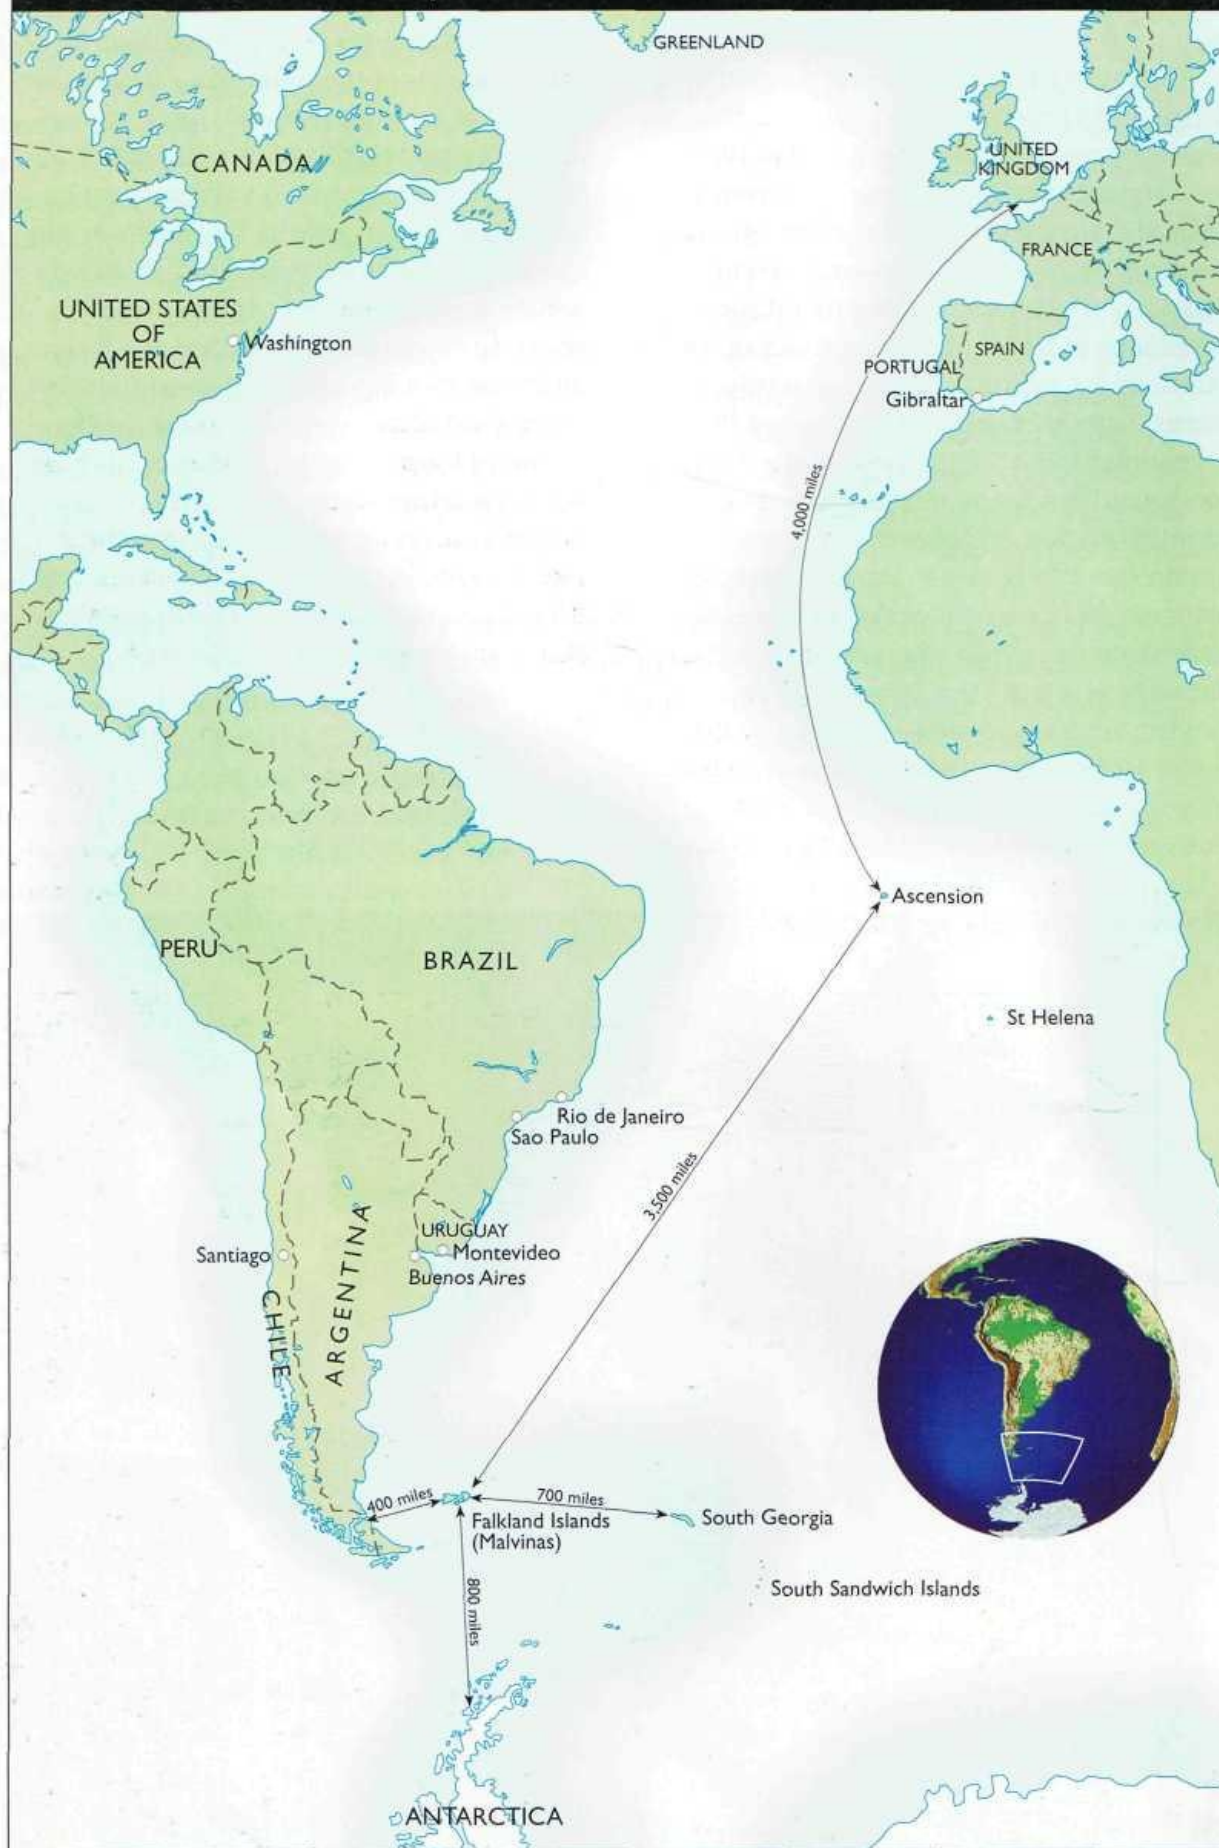 GREENLAND
CANADA
UNITED
KINGDOM
FRANCE
UNITED STATES
OF
AMERICA
Washington
PORTUGAL
SPAIN
Gibraltar
4,000 miles
Ascension
PERU
BRAZIL
St Helena
Rio de Janeiro
Sao Paulo
3,500 miles
URUGUAY
Santiago
Montevideo
Buenos Aires
CHILE
ARGENTINA
400 miles
700 miles
Falkland Islands
(Malvinas)
South Georgia
800 miles
South Sandwich Islands
ANTARCTICA